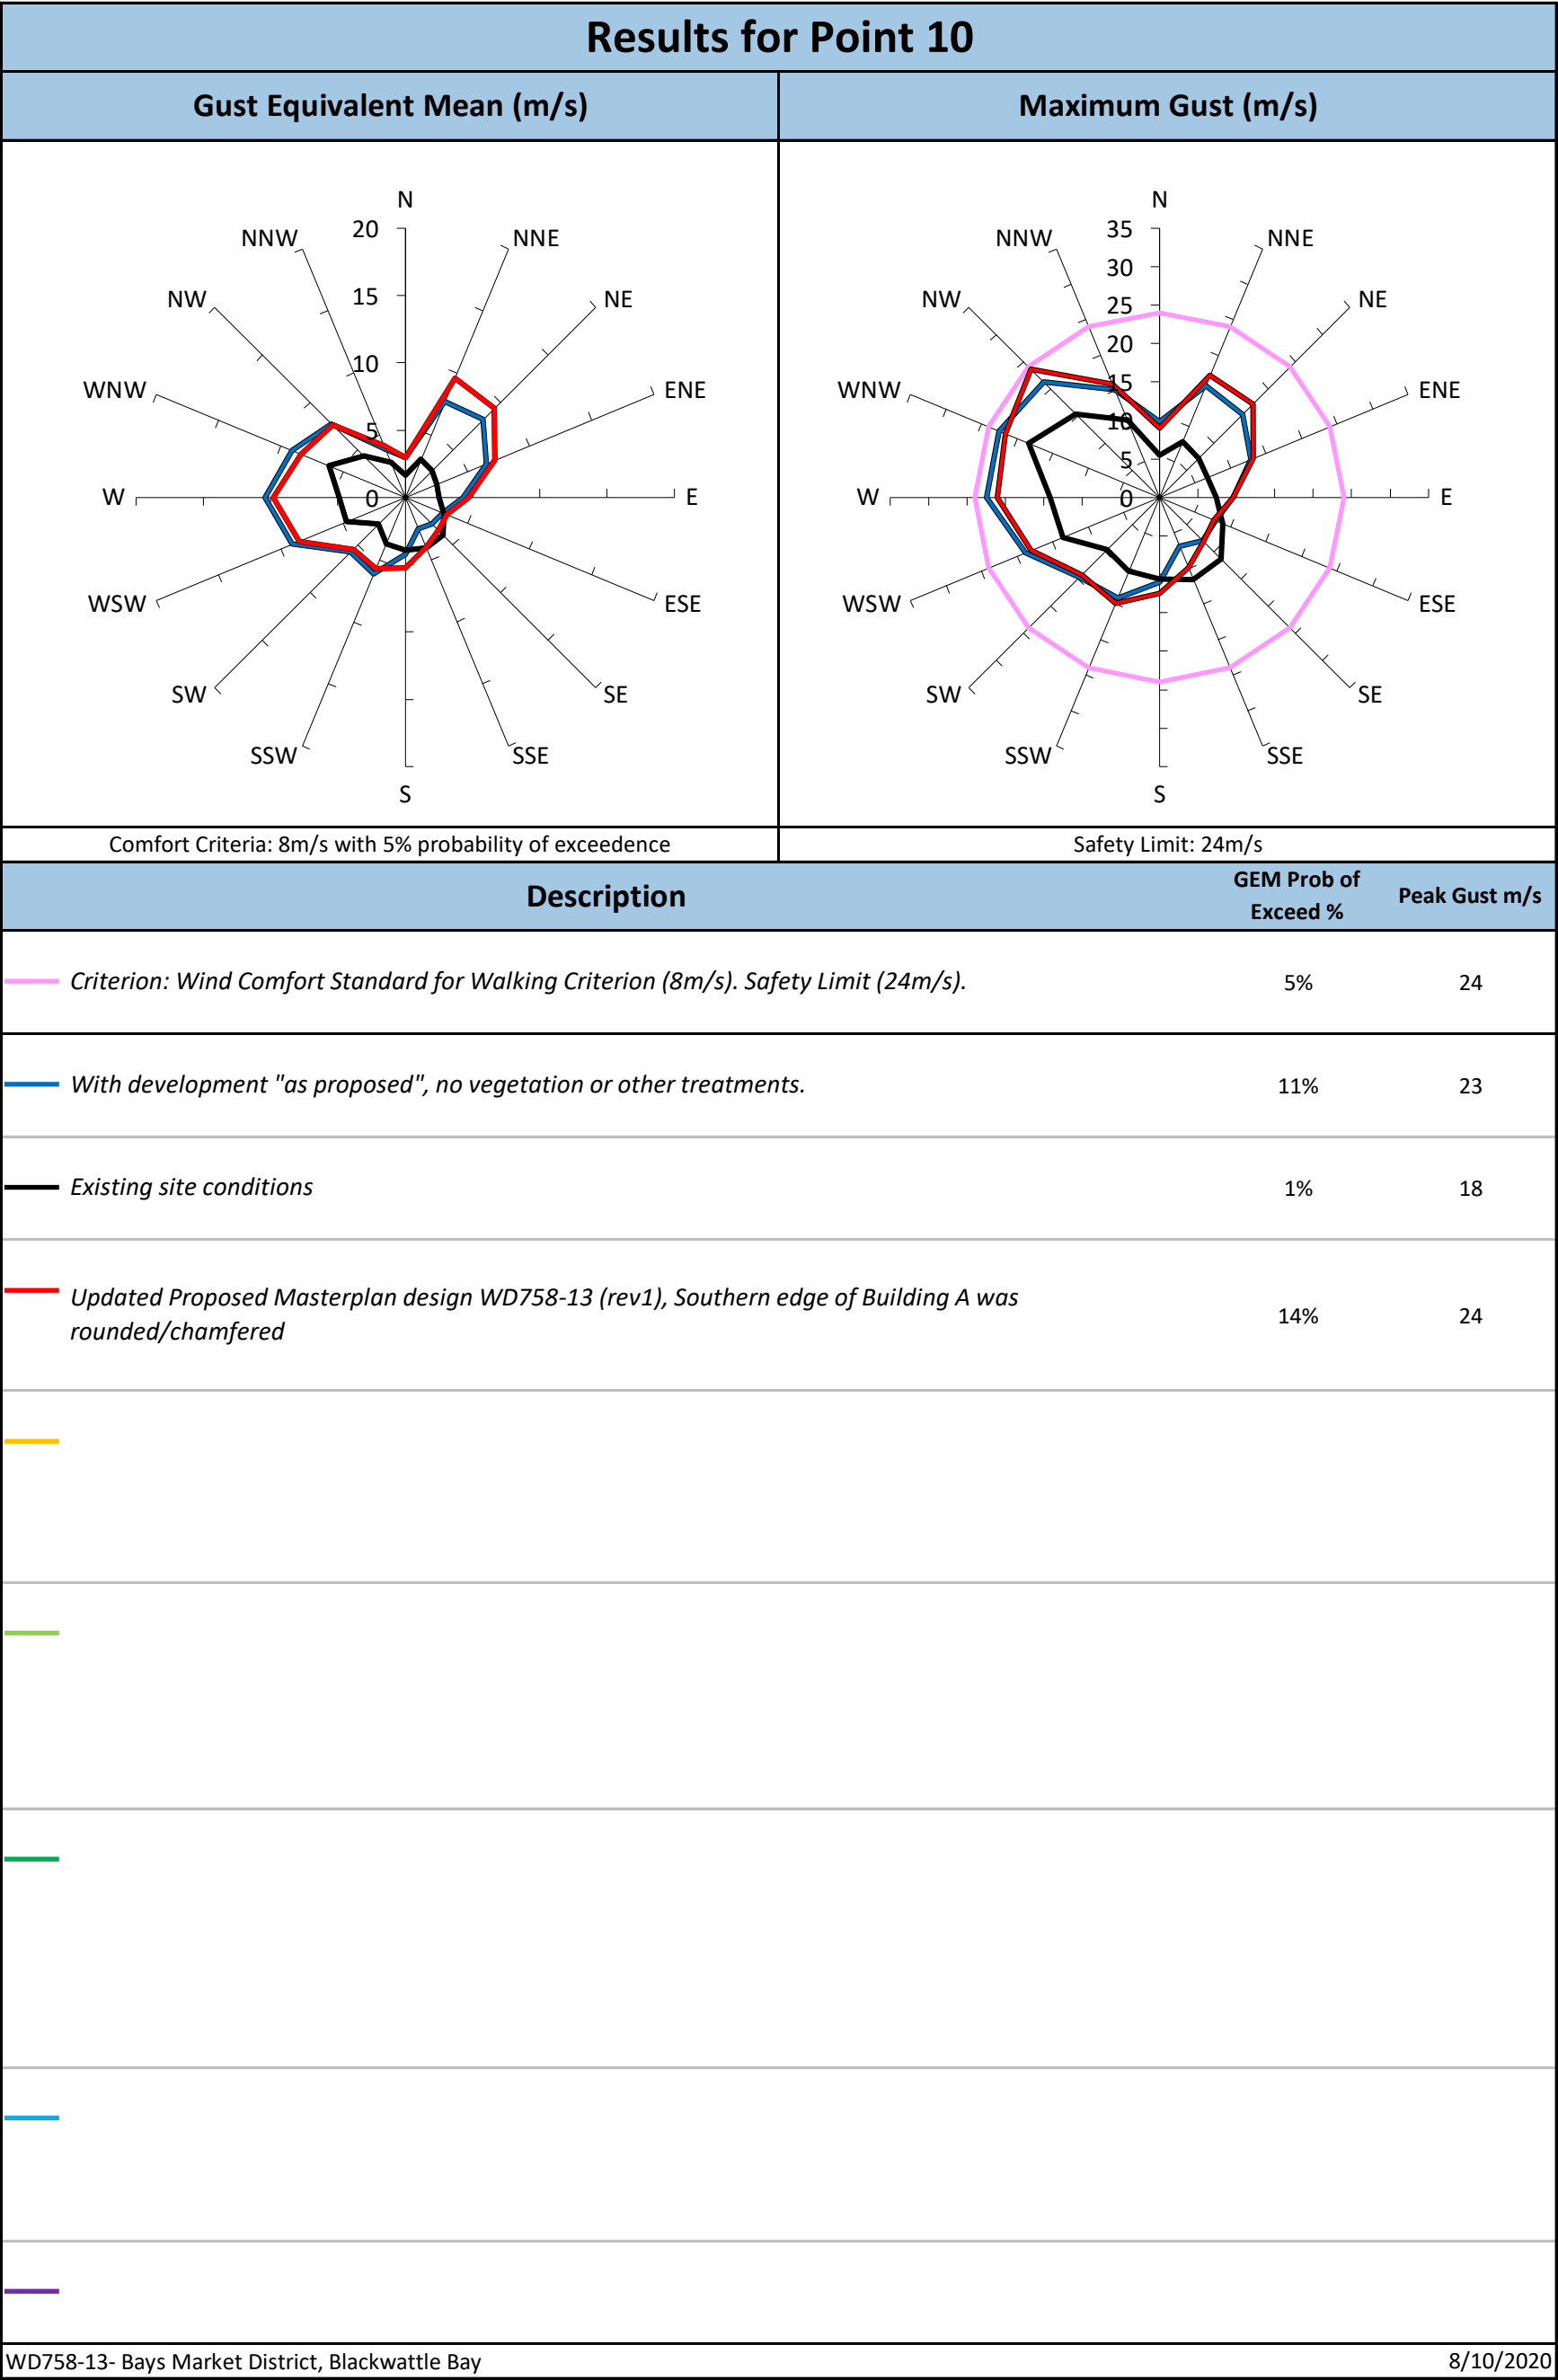 Results for Point 10
Gust Equivalent Mean (m/s)
Maximum Gust (m/s)
N
NNE
NE
ENE
E
ESE
SE
SSE
S
SSW
SW
WSW
W
WNW
NW
NNW
20
15
10
5
0
N
NNE
NE
ENE
E
ESE
SE
SSE
S
SSW
SW
WSW
W
WNW
NW
NNW
35
30
25
20
15
10
5
0
Comfort Criteria: 8m/s with 5% probability of exceedence
Safety Limit: 24m/s
Description
GEM Prob of
Exceed %
Peak Gust m/s
Criterion: Wind Comfort Standard for Walking Criterion (8m/s). Safety Limit (24m/s).
5%
24
With development "as proposed", no vegetation or other treatments.
11%
23
Existing site conditions
1%
18
Updated Proposed Masterplan design WD758-13 (rev1), Southern edge of Building A was
rounded/chamfered
14%
24
WD758-13- Bays Market District, Blackwattle Bay
8/10/2020